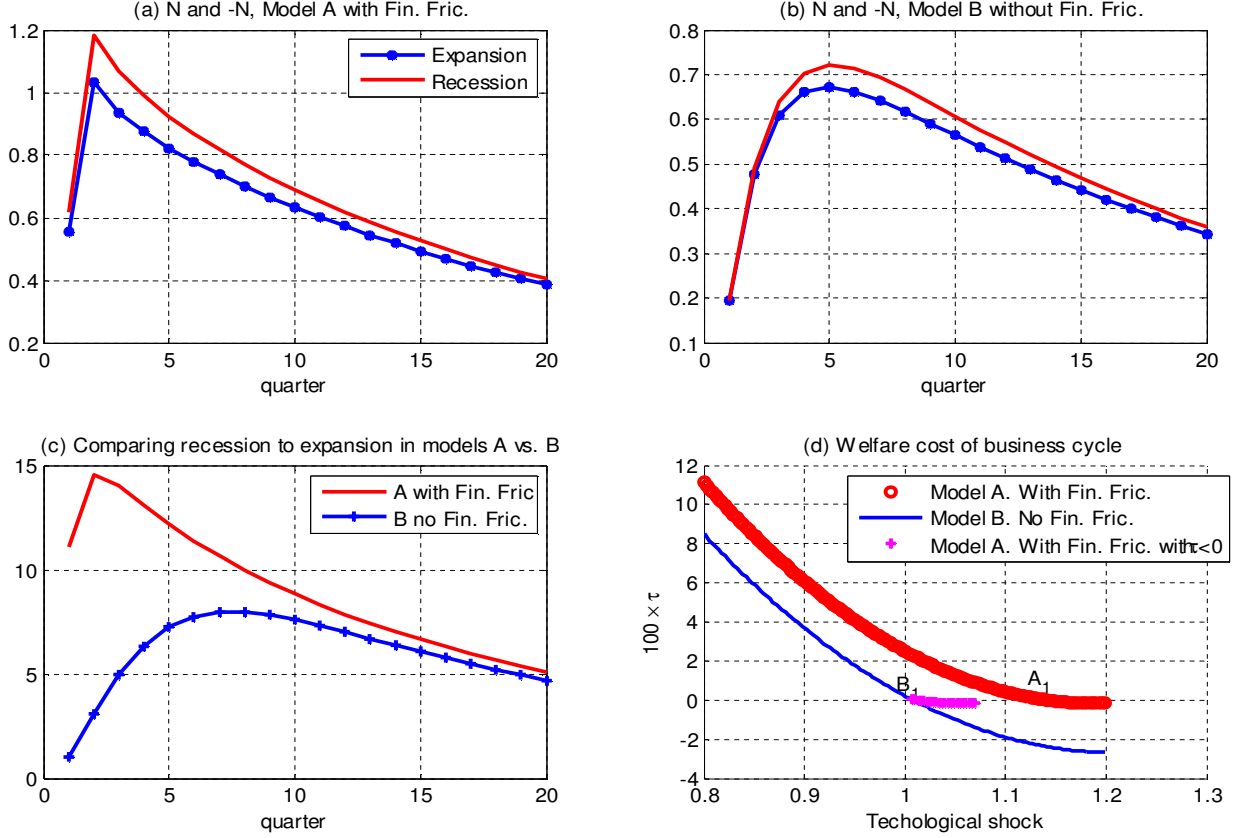 (a) N and -N, Model A with Fin. Fric.
1.2
1
0.8
0.6
0.4
0.2
0 5 10 15 20
quarter
Expansion
Recession
(b) N and -N, Model B without Fin. Fric.
0.8
0.7
0.6
0.5
0.4
0.3
0.2
0.1
0 5 10 15 20
quarter
(c) Comparing recession to expansion in models A vs. B
15
10
5
0
0 5 10 15 20
quarter
A with Fin. Fric
B no Fin. Fric.
(d) Welfare cost of business cycle
12
10
8
6
4
2
0
-2
-4
100 × τ
0.8 0.9 1 1.1 1.2 1.3
Techological shock
Model A. With Fin. Fric.
Model B. No Fin. Fric.
Model A. With Fin. Fric. with τ<0
B1
A1